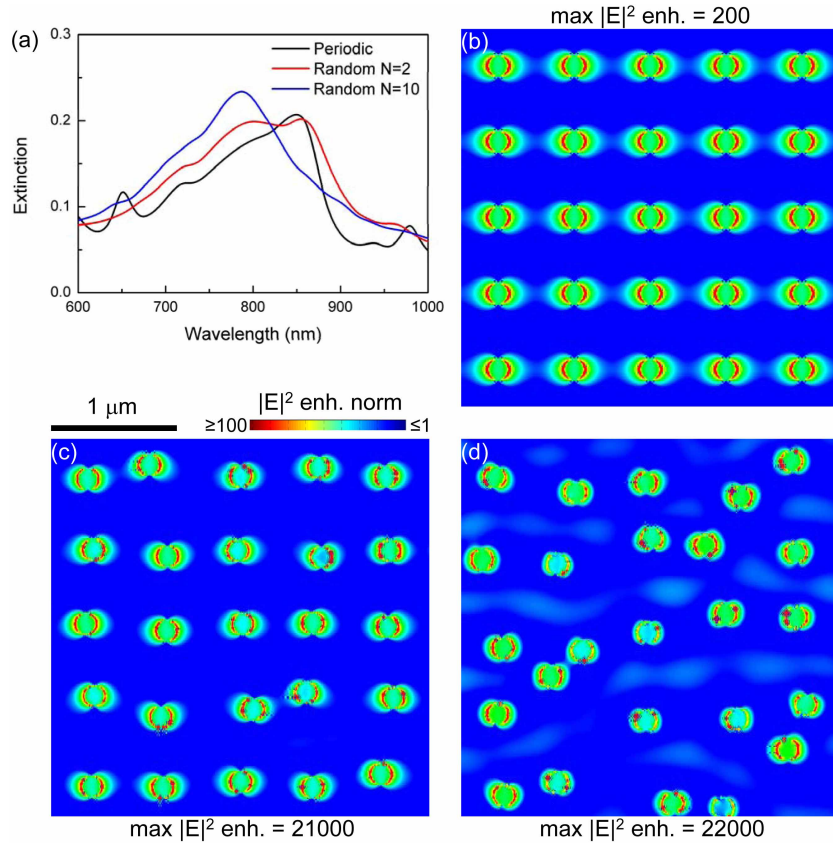 max |E|² enh. = 200
(a)
0.3
Periodic
Random N=2
Random N=10
0.2
Extinction
0.1
0.0
600 700 800 900 1000
Wavelength (nm)
(b)
1 μm
|E|² enh. norm
≥100 ≤1
(c)
(d)
max |E|² enh. = 21000
max |E|² enh. = 22000